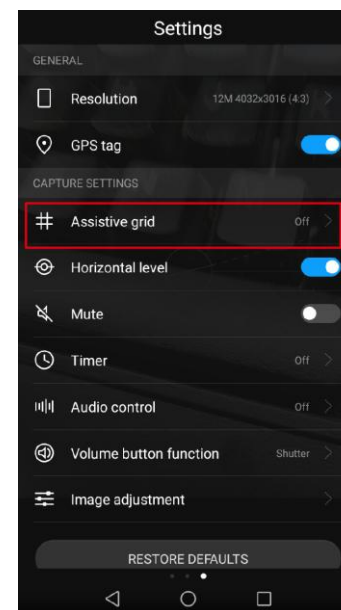 Settings
GENERAL
Resolution 12M 4032x3016 (4:3)
GPS tag
CAPTURE SETTINGS
Assistive grid Off
Horizontal level
Mute
Timer Off
Audio control Off
Volume button function Shutter
Image adjustment
RESTORE DEFAULTS